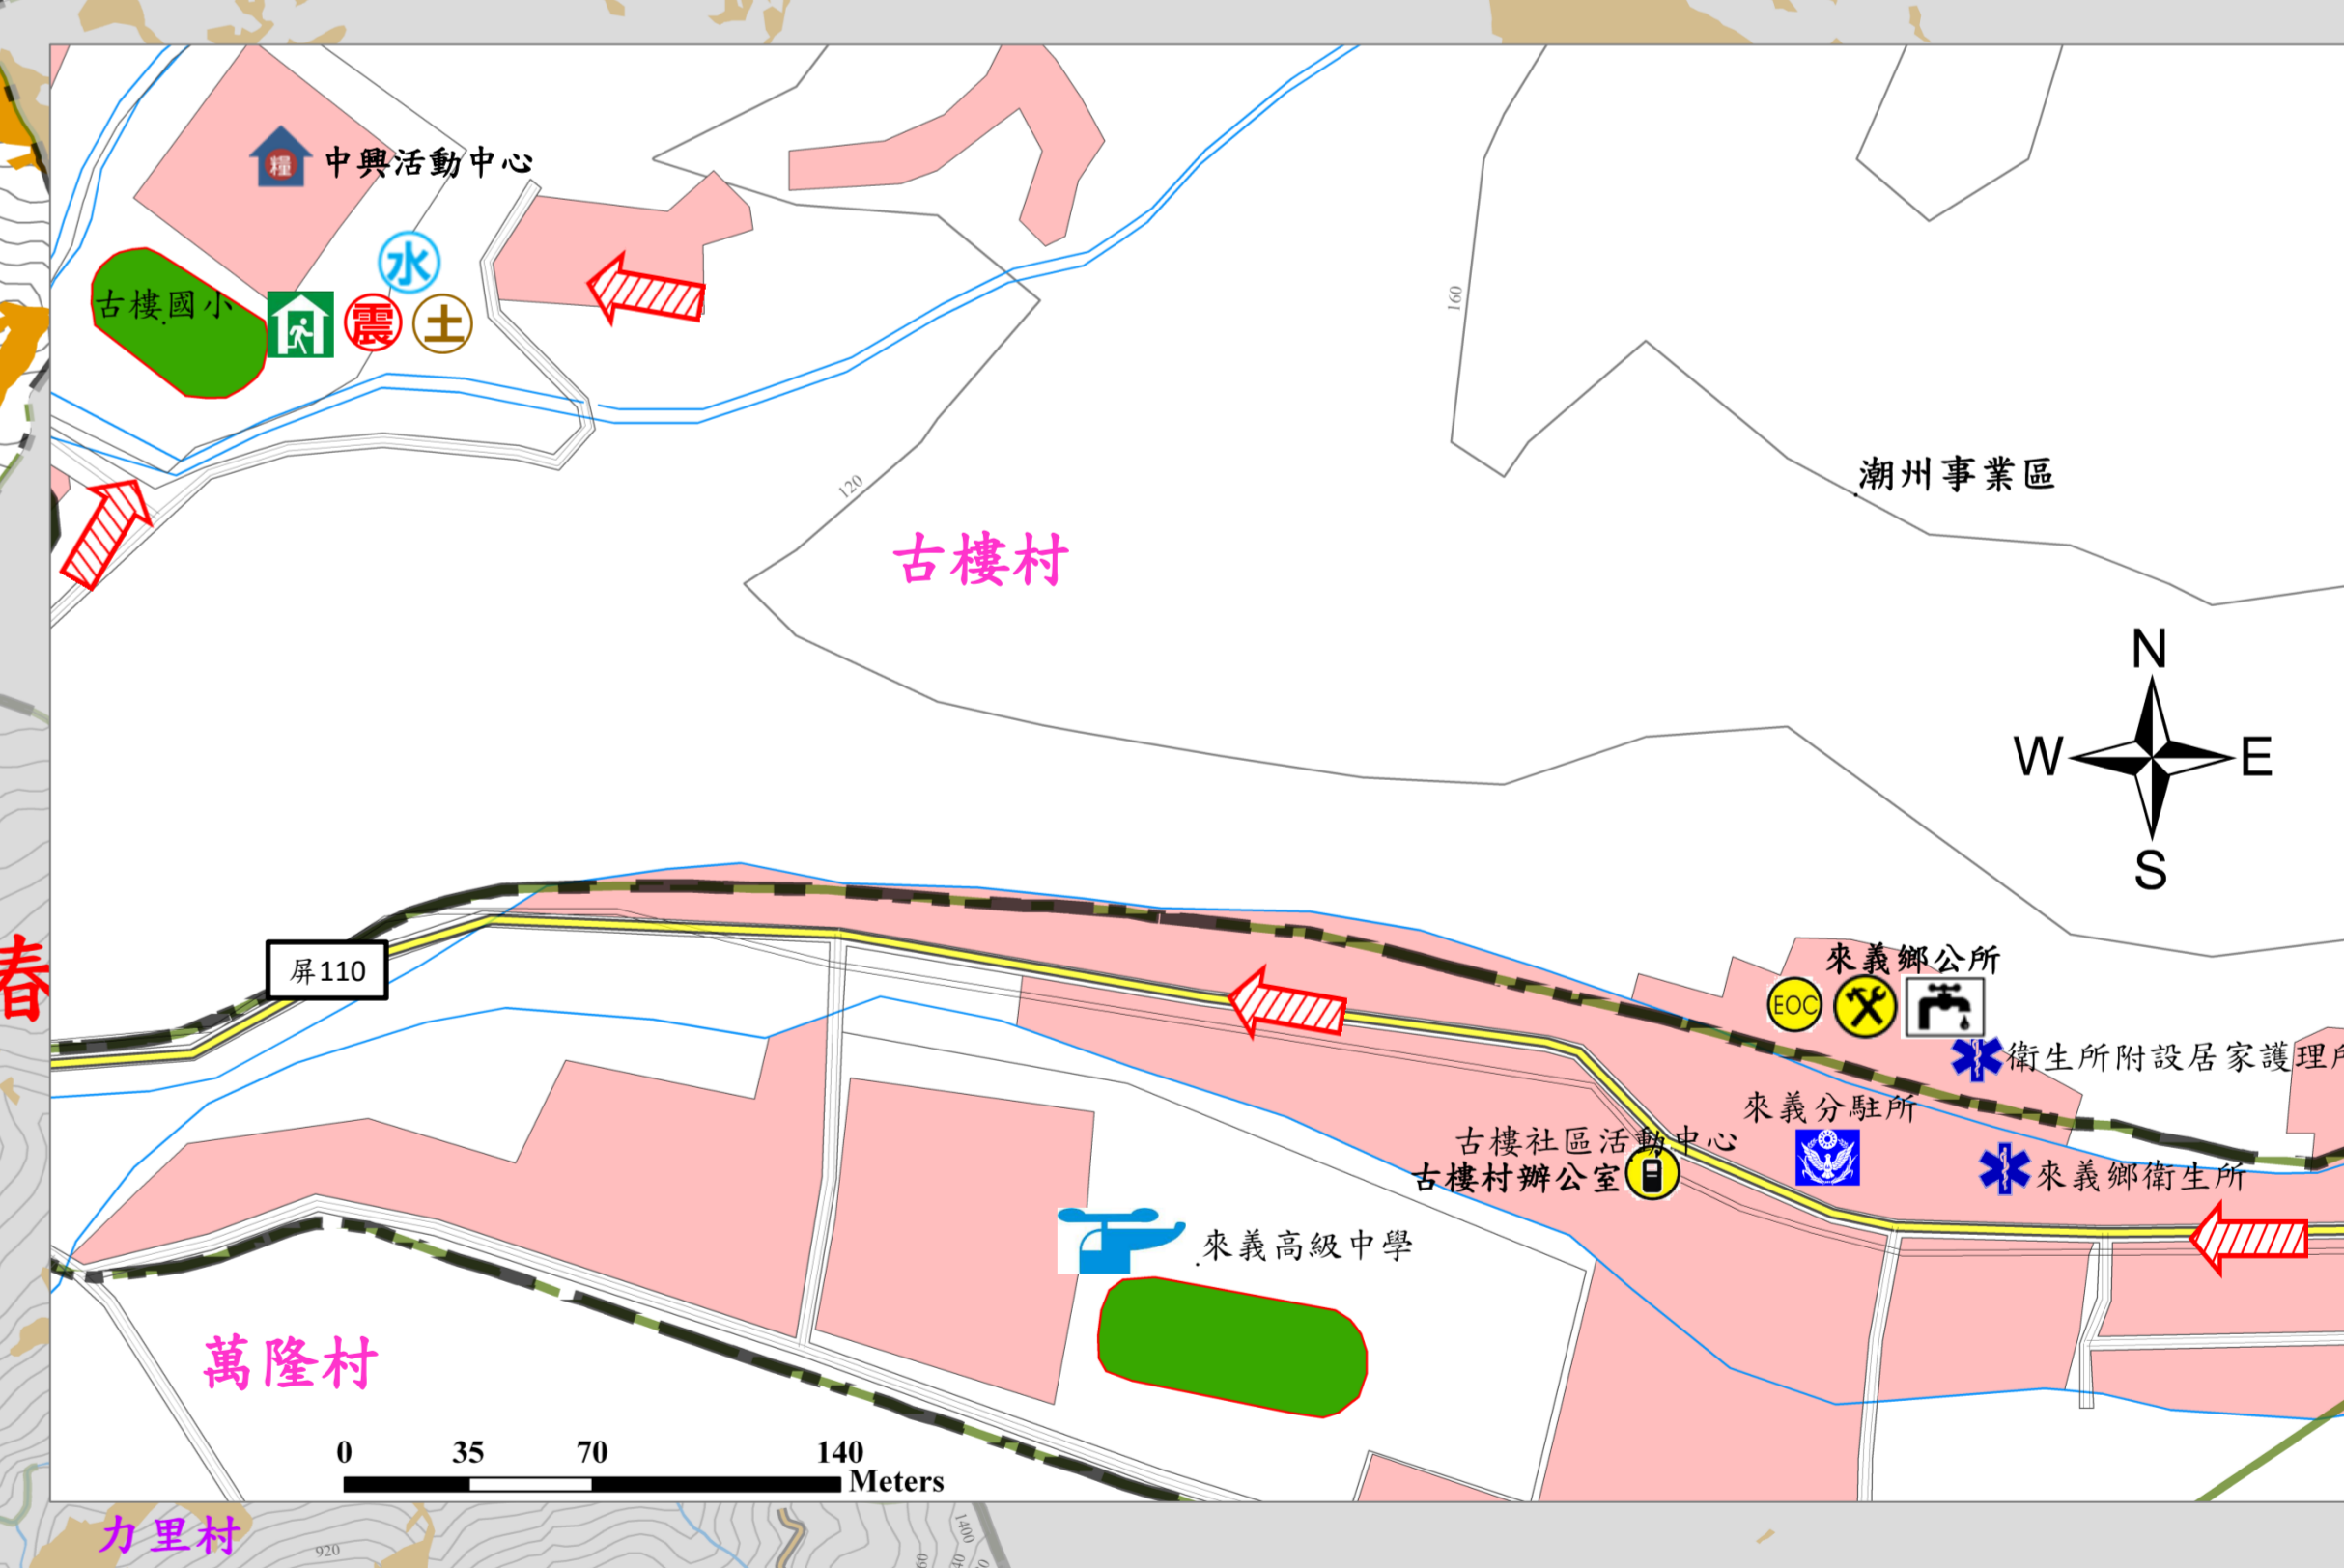 糧
中興活動中心
水
古樓國小
震
土
160
潮州事業區
120
古樓村
N
W
E
S
春
屏110
來義鄉公所
EOC
衛生所附設居家護理所
來義分駐所
古樓社區活動中心
古樓村辦公室
來義鄉衛生所
來義高級中學
萬隆村
0 35 70 140
Meters
力里村
920
1400